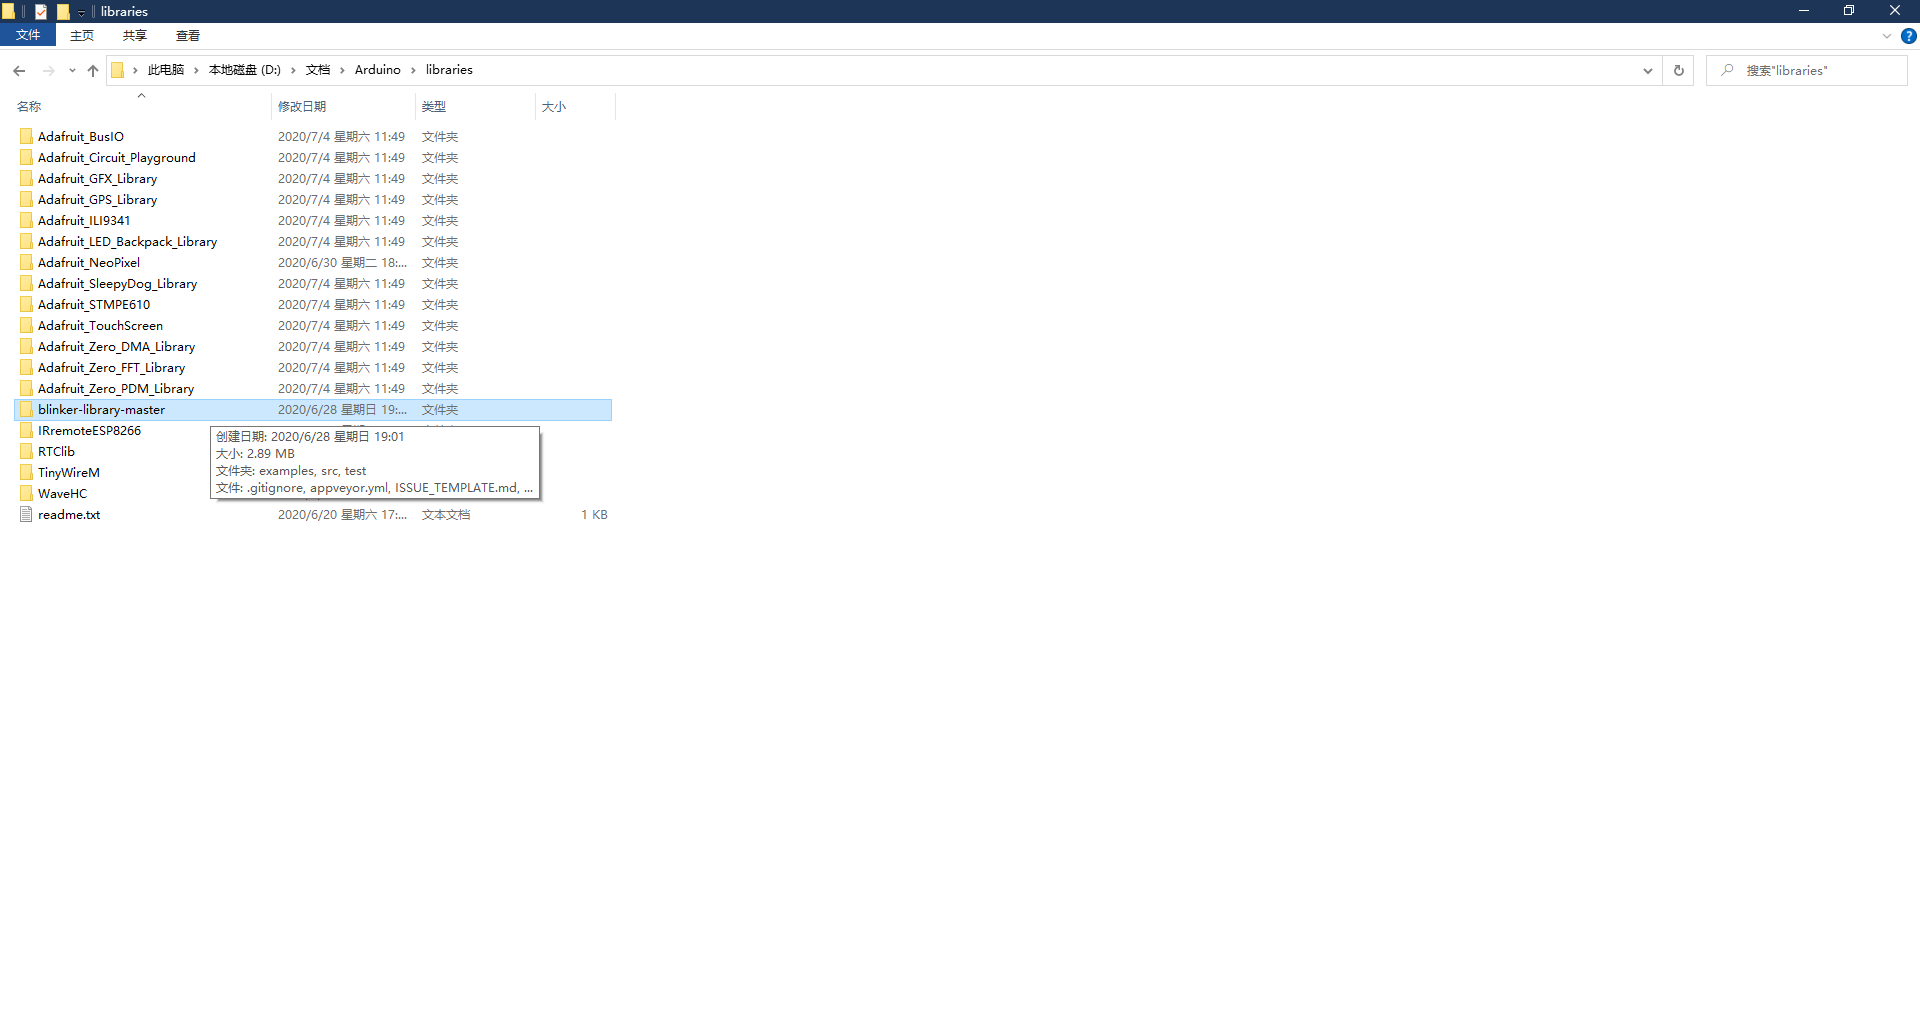 libraries
文件 主页 共享 查看
此电脑 本地磁盘 (D:) 文档 Arduino libraries 搜索"libraries"
名称 修改日期 类型 大小
Adafruit_BusIO 2020/7/4 星期六 11:49 文件夹
Adafruit_Circuit_Playground 2020/7/4 星期六 11:49 文件夹
Adafruit_GFX_Library 2020/7/4 星期六 11:49 文件夹
Adafruit_GPS_Library 2020/7/4 星期六 11:49 文件夹
Adafruit_ILI9341 2020/7/4 星期六 11:49 文件夹
Adafruit_LED_Backpack_Library 2020/7/4 星期六 11:49 文件夹
Adafruit_NeoPixel 2020/6/30 星期二 18:... 文件夹
Adafruit_SleepyDog_Library 2020/7/4 星期六 11:49 文件夹
Adafruit_STMPE610 2020/7/4 星期六 11:49 文件夹
Adafruit_TouchScreen 2020/7/4 星期六 11:49 文件夹
Adafruit_Zero_DMA_Library 2020/7/4 星期六 11:49 文件夹
Adafruit_Zero_FFT_Library 2020/7/4 星期六 11:49 文件夹
Adafruit_Zero_PDM_Library 2020/7/4 星期六 11:49 文件夹
blinker-library-master 2020/6/28 星期日 19:... 文件夹
IRremoteESP8266
创建日期: 2020/6/28 星期日 19:01
RTClib
大小: 2.89 MB
TinyWireM
文件夹: examples, src, test
WaveHC
文件: .gitignore, appveyor.yml, ISSUE_TEMPLATE.md, ...
readme.txt 2020/6/20 星期六 17:... 文本文档 1 KB